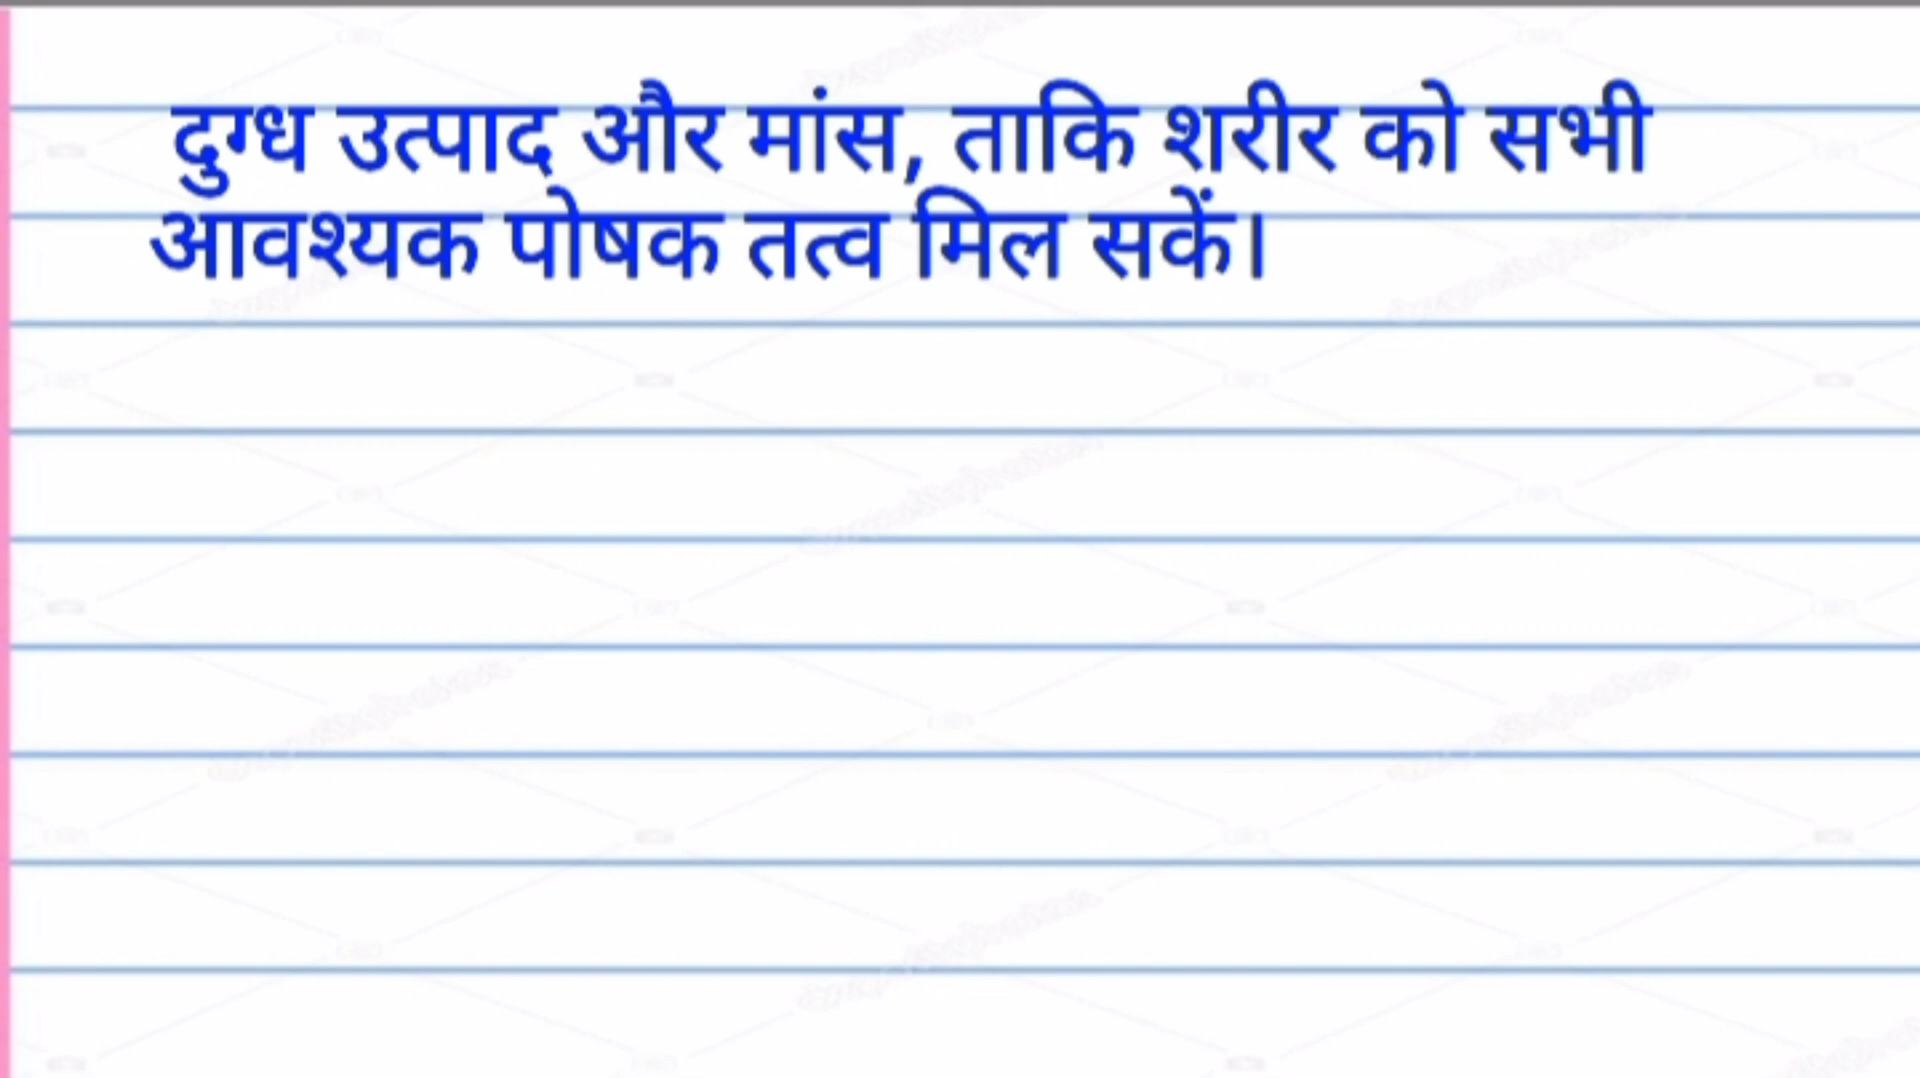 दुग्ध उत्पाद और मांस, ताकि शरीर को सभी
आवश्यक पोषक तत्व मिल सकें।